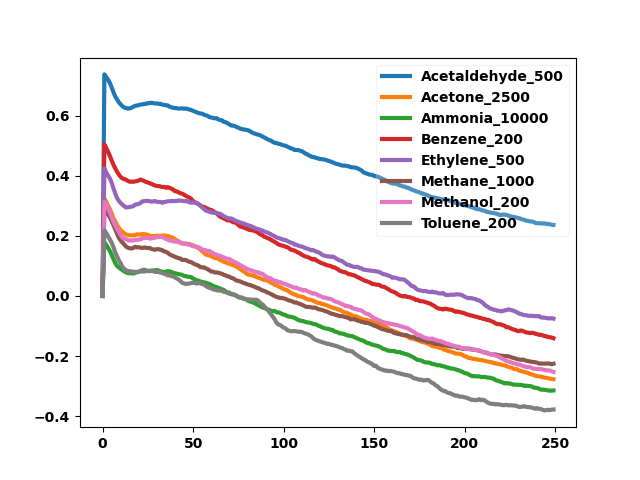 Acetaldehyde_500
Acetone_2500
Ammonia_10000
Benzene_200
Ethylene_500
Methane_1000
Methanol_200
Toluene_200
0.6
0.4
0.2
0.0
−0.2
−0.4
0 50 100 150 200 250